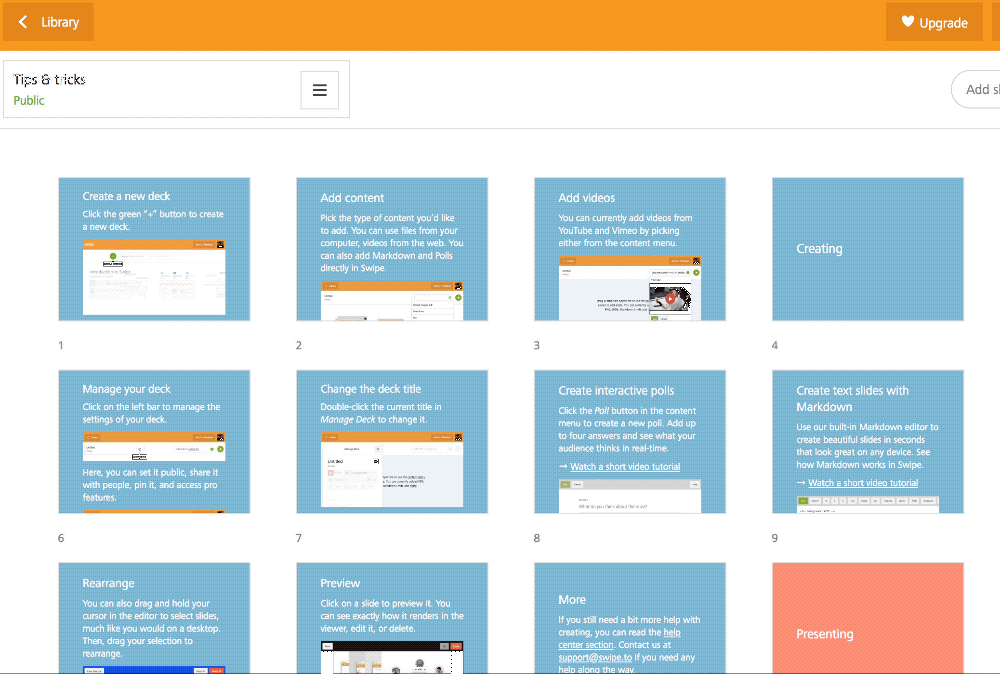 Library
Upgrade
Tips & tricks
Public
Add sl
Create a new deck
Click the green "+" button to create
a new deck.
Add content
Pick the type of content you'd like
to add. You can use files from your
computer, videos from the web. You
can also add Markdown and Polls
directly in Swipe.
Add videos
You can currently add videos from
YouTube and Vimeo by picking
either from the content menu.
Creating
1
2
3
4
Manage your deck
Click on the left bar to manage the
settings of your deck.
Here, you can set it public, share it
with people, pin it, and access pro
features.
Change the deck title
Double-click the current title in
Manage Deck to change it.
Create interactive polls
Click the Poll button in the content
menu to create a new poll. Add up
to four answers and see what your
audience thinks in real-time.
→ Watch a short video tutorial
What do you think about the most?
Create text slides with
Markdown
Use our built-in Markdown editor to
create beautiful slides in seconds
that look great on any device. See
how Markdown works in Swipe.
→ Watch a short video tutorial
6
7
8
9
Rearrange
You can also drag and hold your
cursor in the editor to select slides,
much like you would on a desktop.
Then, drag your selection to
rearrange.
Preview
Click on a slide to preview it. You
can see exactly how it renders in the
viewer, edit it, or delete.
More
If you still need a bit more help with
creating, you can read the help
center section. Contact us at
support@swipe.to if you need any
help along the way.
Presenting